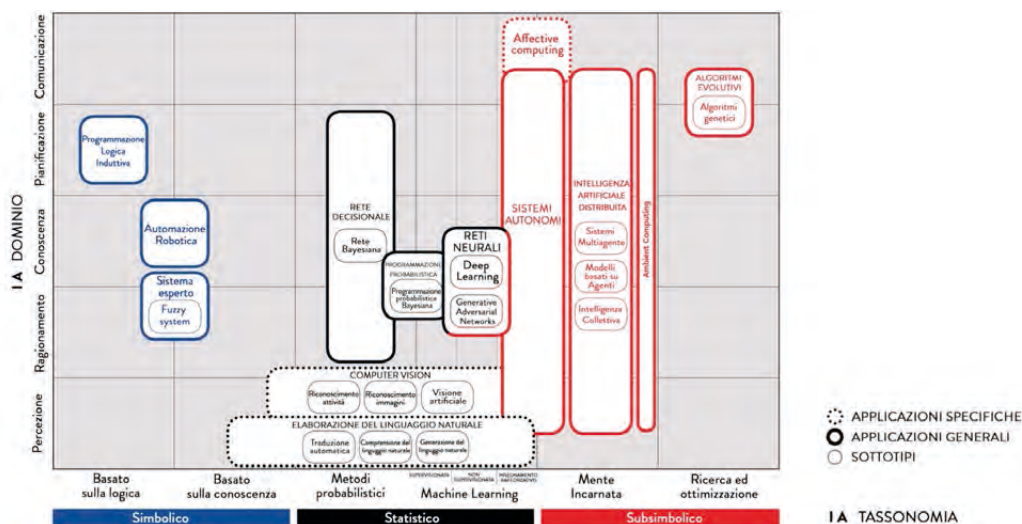 IA DOMINIO
Comunicazione
Pianificazione
Conoscenza
Ragionamento
Percezione
Affective
computing
ALGORITMI
EVOLUTIVI
Algoritmi
genetici
Programmazione
Logica
Induttiva
Automazione
Robotica
Sistema
esperto
Fuzzy
system
RETE
DECISIONALE
Rete
Bayesiana
PROGRAMMAZIONE
PROBABILISTICA
Programmazione
probabilistica
Bayesiana
RETI
NEURALI
Deep
Learning
Generative
Adversarial
Networks
SISTEMI
AUTONOMI
INTELLIGENZA
ARTIFICIALE
DISTRIBUITA
Sistemi
Multiagente
Modelli
basati su
Agenti
Intelligenza
Collettiva
Ambient Computing
COMPUTER VISION
Riconoscimento
attività
Riconoscimento
immagini
Visione
artificiale
ELABORAZIONE DEL LINGUAGGIO NATURALE
Traduzione
automatica
Comprensione del
linguaggio naturale
Generazione del
linguaggio naturale
Basato
sulla logica
Basato
sulla conoscenza
Metodi
probabilistici
SUPERVISIONATA
NON
SUPERVISIONATA
INSEGNAMENTO
RAFFORZATIVO
Machine Learning
Mente
Incarnata
Ricerca ed
ottimizzazione
Simbolico
Statistico
Subsimbolico
APPLICAZIONI SPECIFICHE
APPLICAZIONI GENERALI
SOTTOTIPI
IA TASSONOMIA